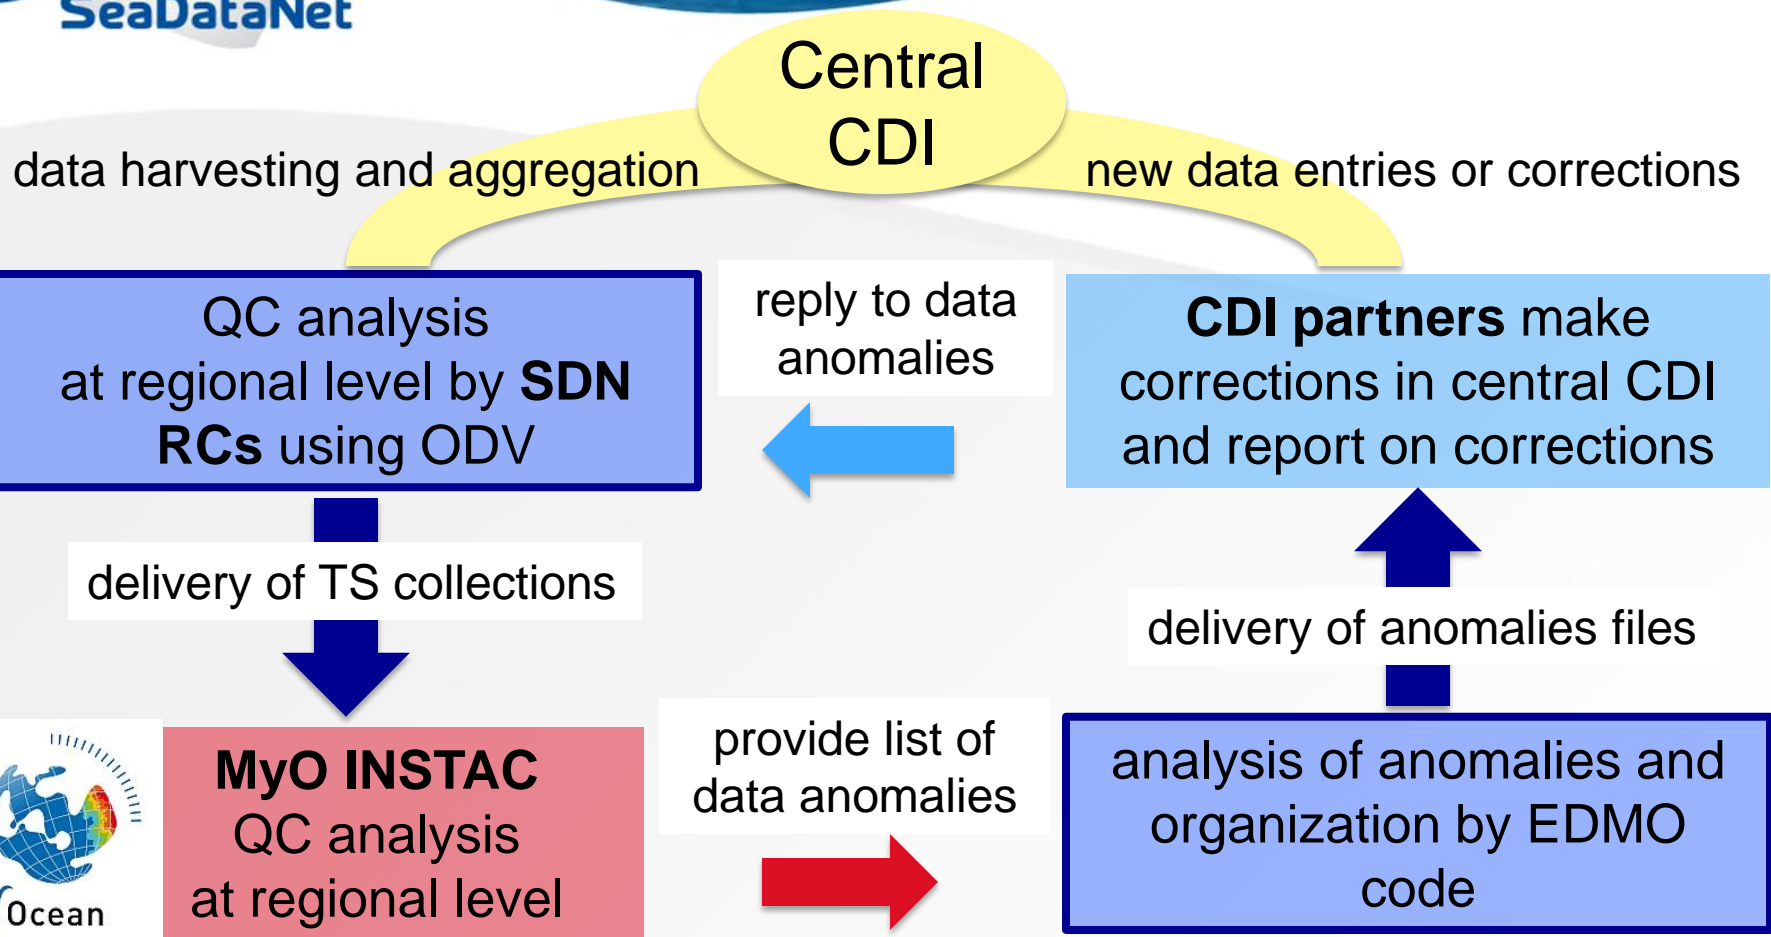 SeaDataNet
Central
CDI
data harvesting and aggregation
new data entries or corrections
QC analysis
at regional level by SDN
RCs using ODV
reply to data
anomalies
CDI partners make
corrections in central CDI
and report on corrections
delivery of TS collections
delivery of anomalies files
MyO INSTAC
QC analysis
at regional level
provide list of
data anomalies
analysis of anomalies and
organization by EDMO
code
Ocean